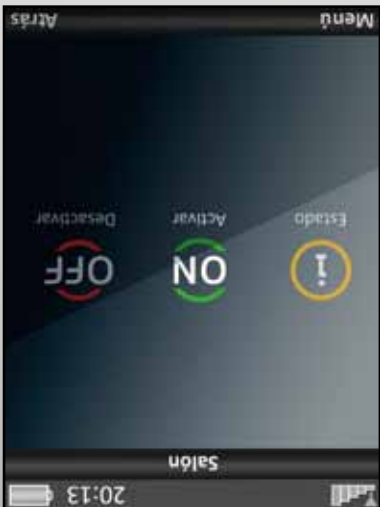 20:13
Salón
i ON OFF
Estado Activar Desactivar
Menú Atrás